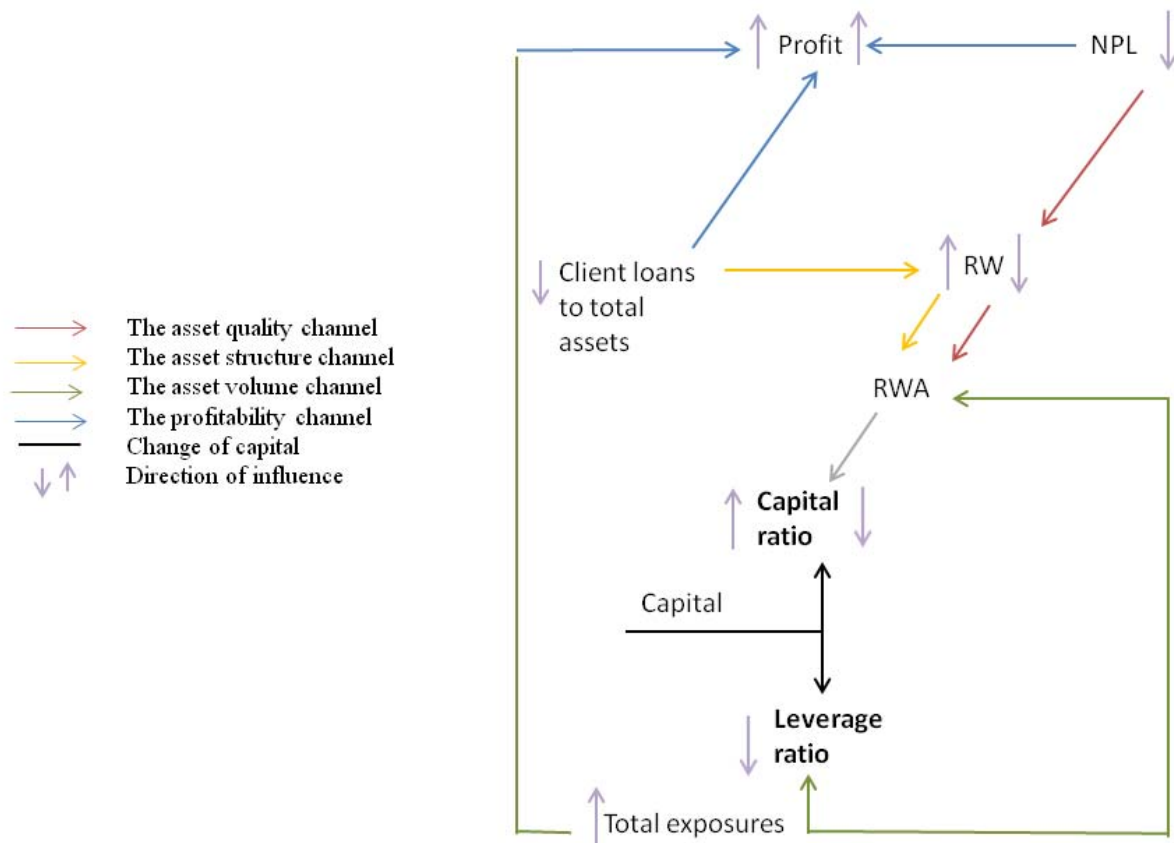 Profit
NPL
Client loans
to total
assets
RW
The asset quality channel
The asset structure channel
The asset volume channel
The profitability channel
Change of capital
Direction of influence
RWA
Capital
ratio
Capital
Leverage
ratio
Total exposures